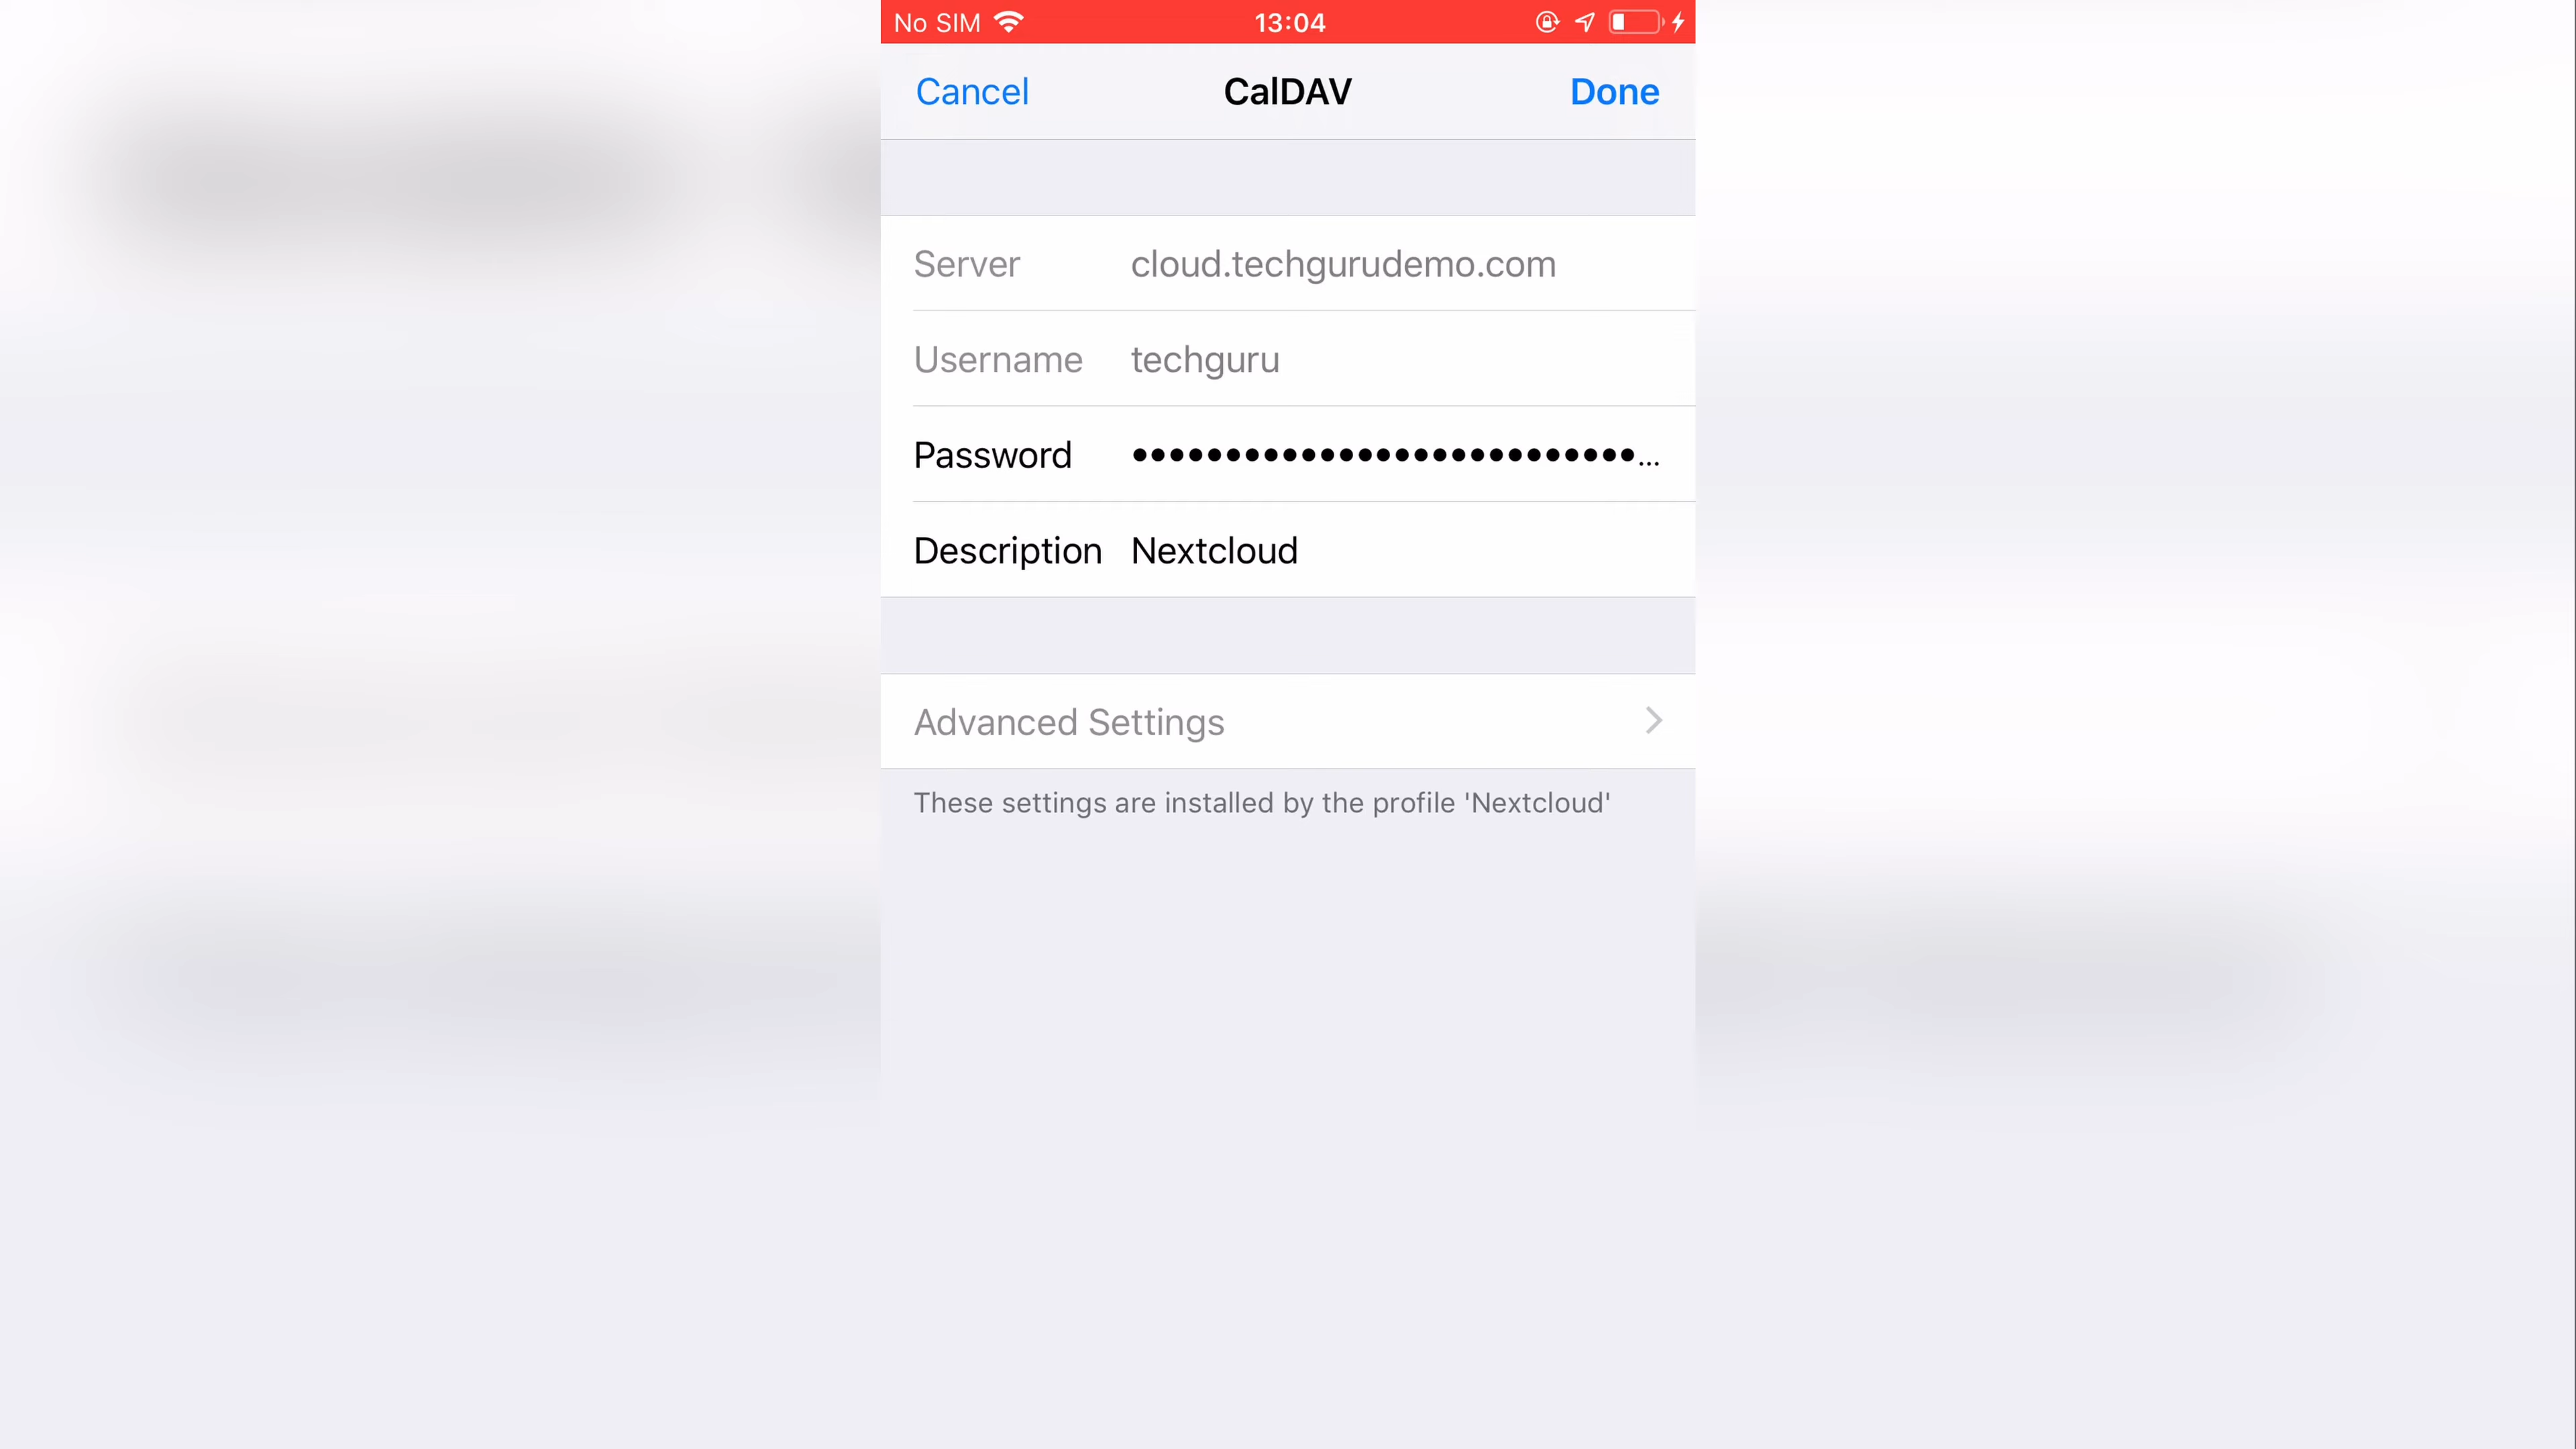 No SIM 13:04
Cancel CalDAV Done
Server cloud.techgurudemo.com
Username techguru
Password •••••••••••••••••••••••••••...
Description Nextcloud
Advanced Settings
These settings are installed by the profile 'Nextcloud'